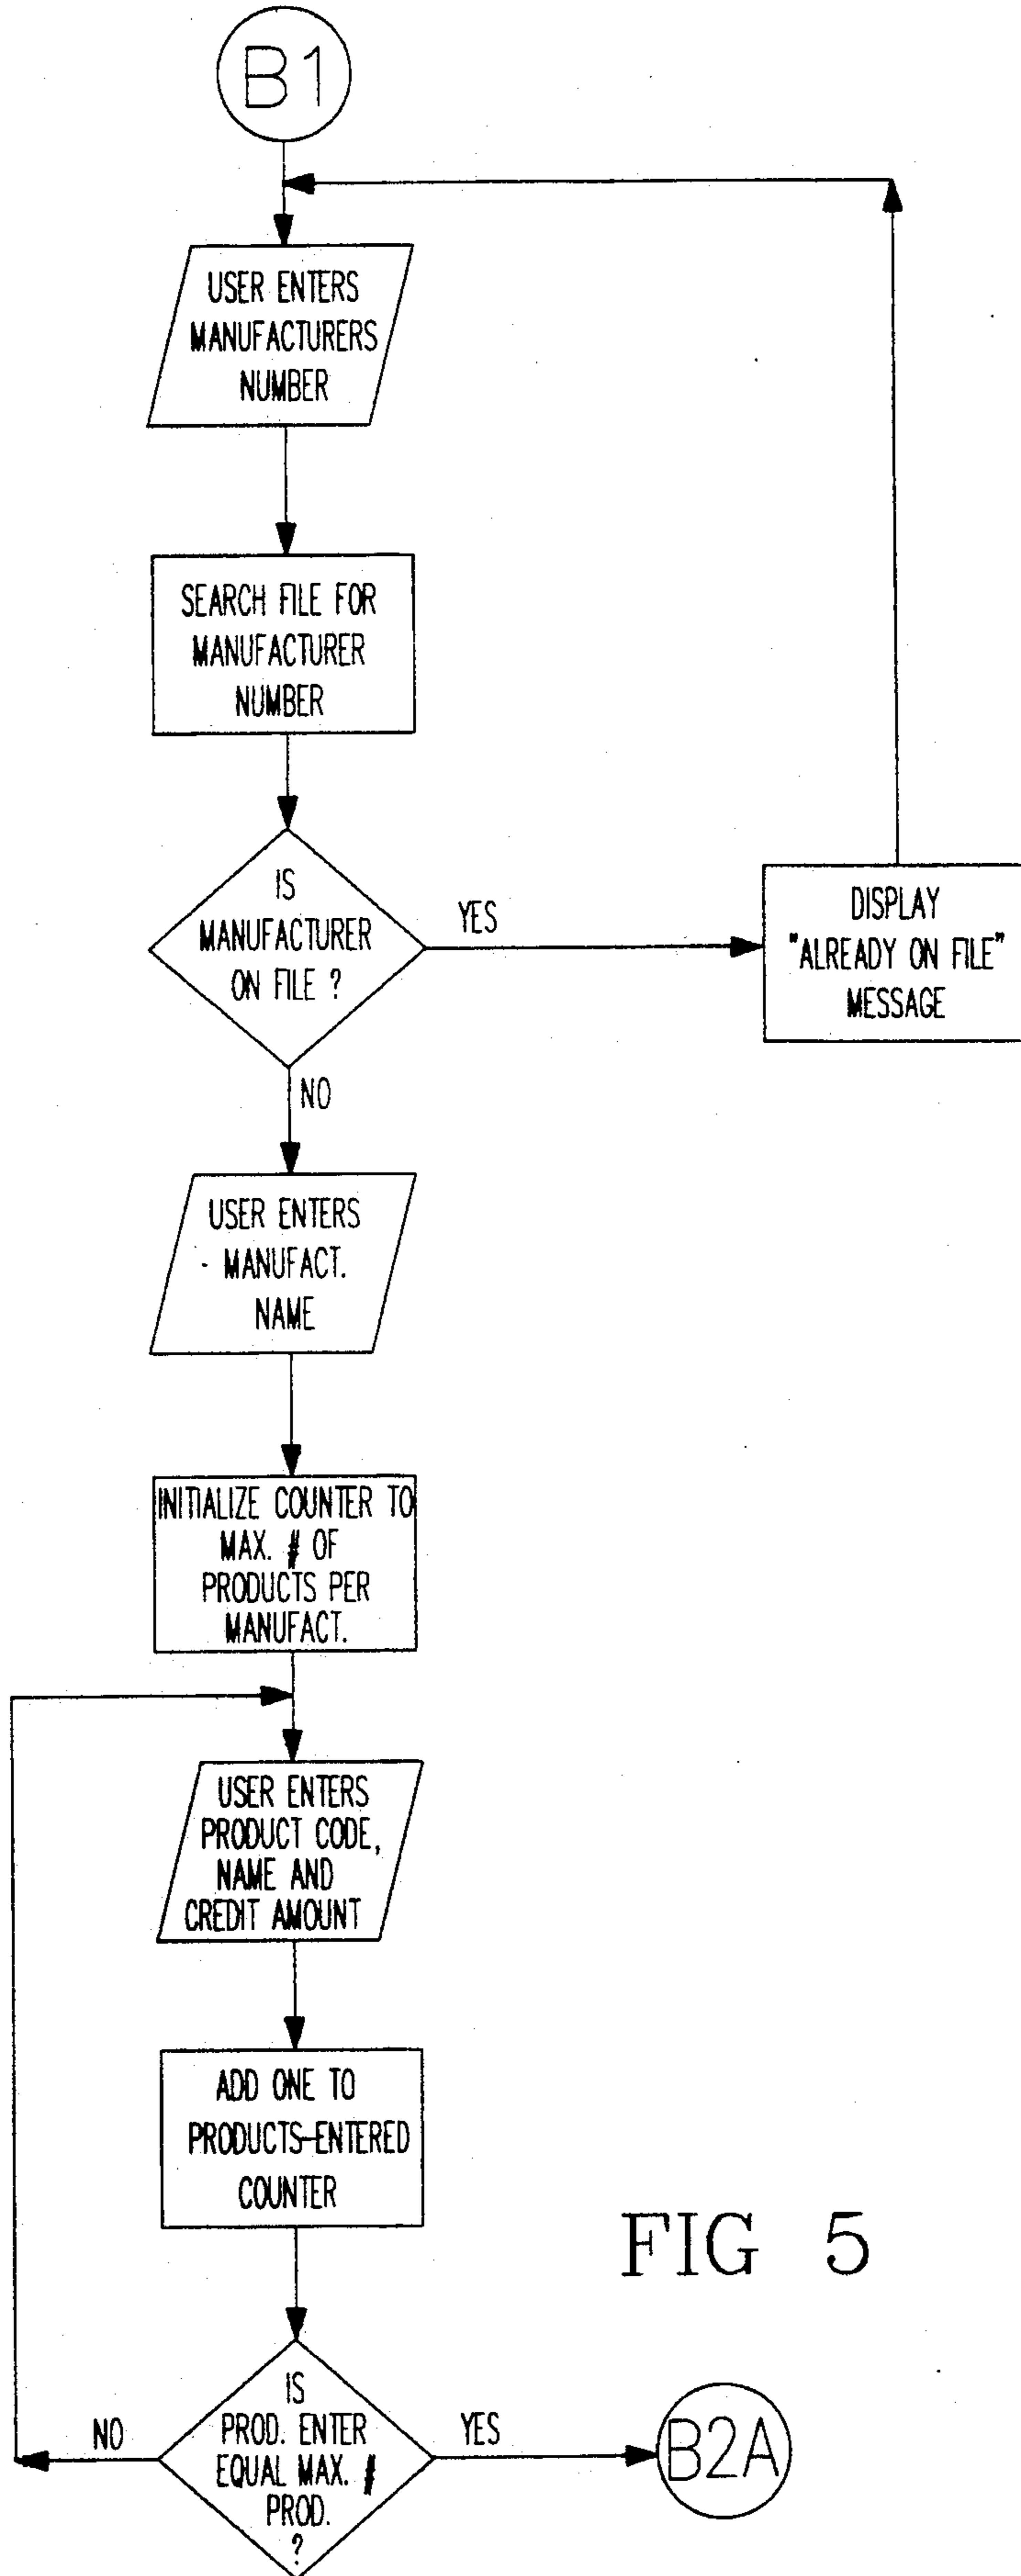 B1
USER ENTERS
MANUFACTURERS
NUMBER
SEARCH FILE FOR
MANUFACTURER
NUMBER
IS
MANUFACTURER
ON FILE ?
YES
DISPLAY
"ALREADY ON FILE"
MESSAGE
NO
USER ENTERS
MANUFACT.
NAME
INITIALIZE COUNTER TO
MAX. # OF
PRODUCTS PER
MANUFACT.
USER ENTERS
PRODUCT CODE,
NAME AND
CREDIT AMOUNT
ADD ONE TO
PRODUCTS-ENTERED
COUNTER
FIG 5
IS
PROD. ENTER
EQUAL MAX. #
PROD.
?
NO
YES
B2A